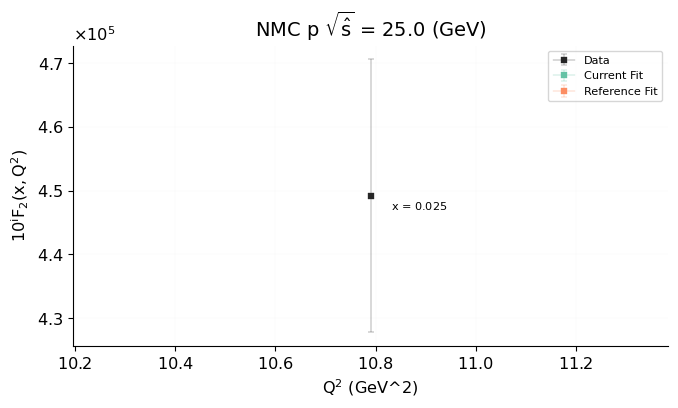 NMC p √ŝ = 25.0 (GeV)
×10⁵
Data
Current Fit
Reference Fit
4.7
4.6
4.5
4.4
4.3
10ⁱF₂(x, Q²)
x = 0.025
10.2 10.4 10.6 10.8 11.0 11.2
Q² (GeV^2)